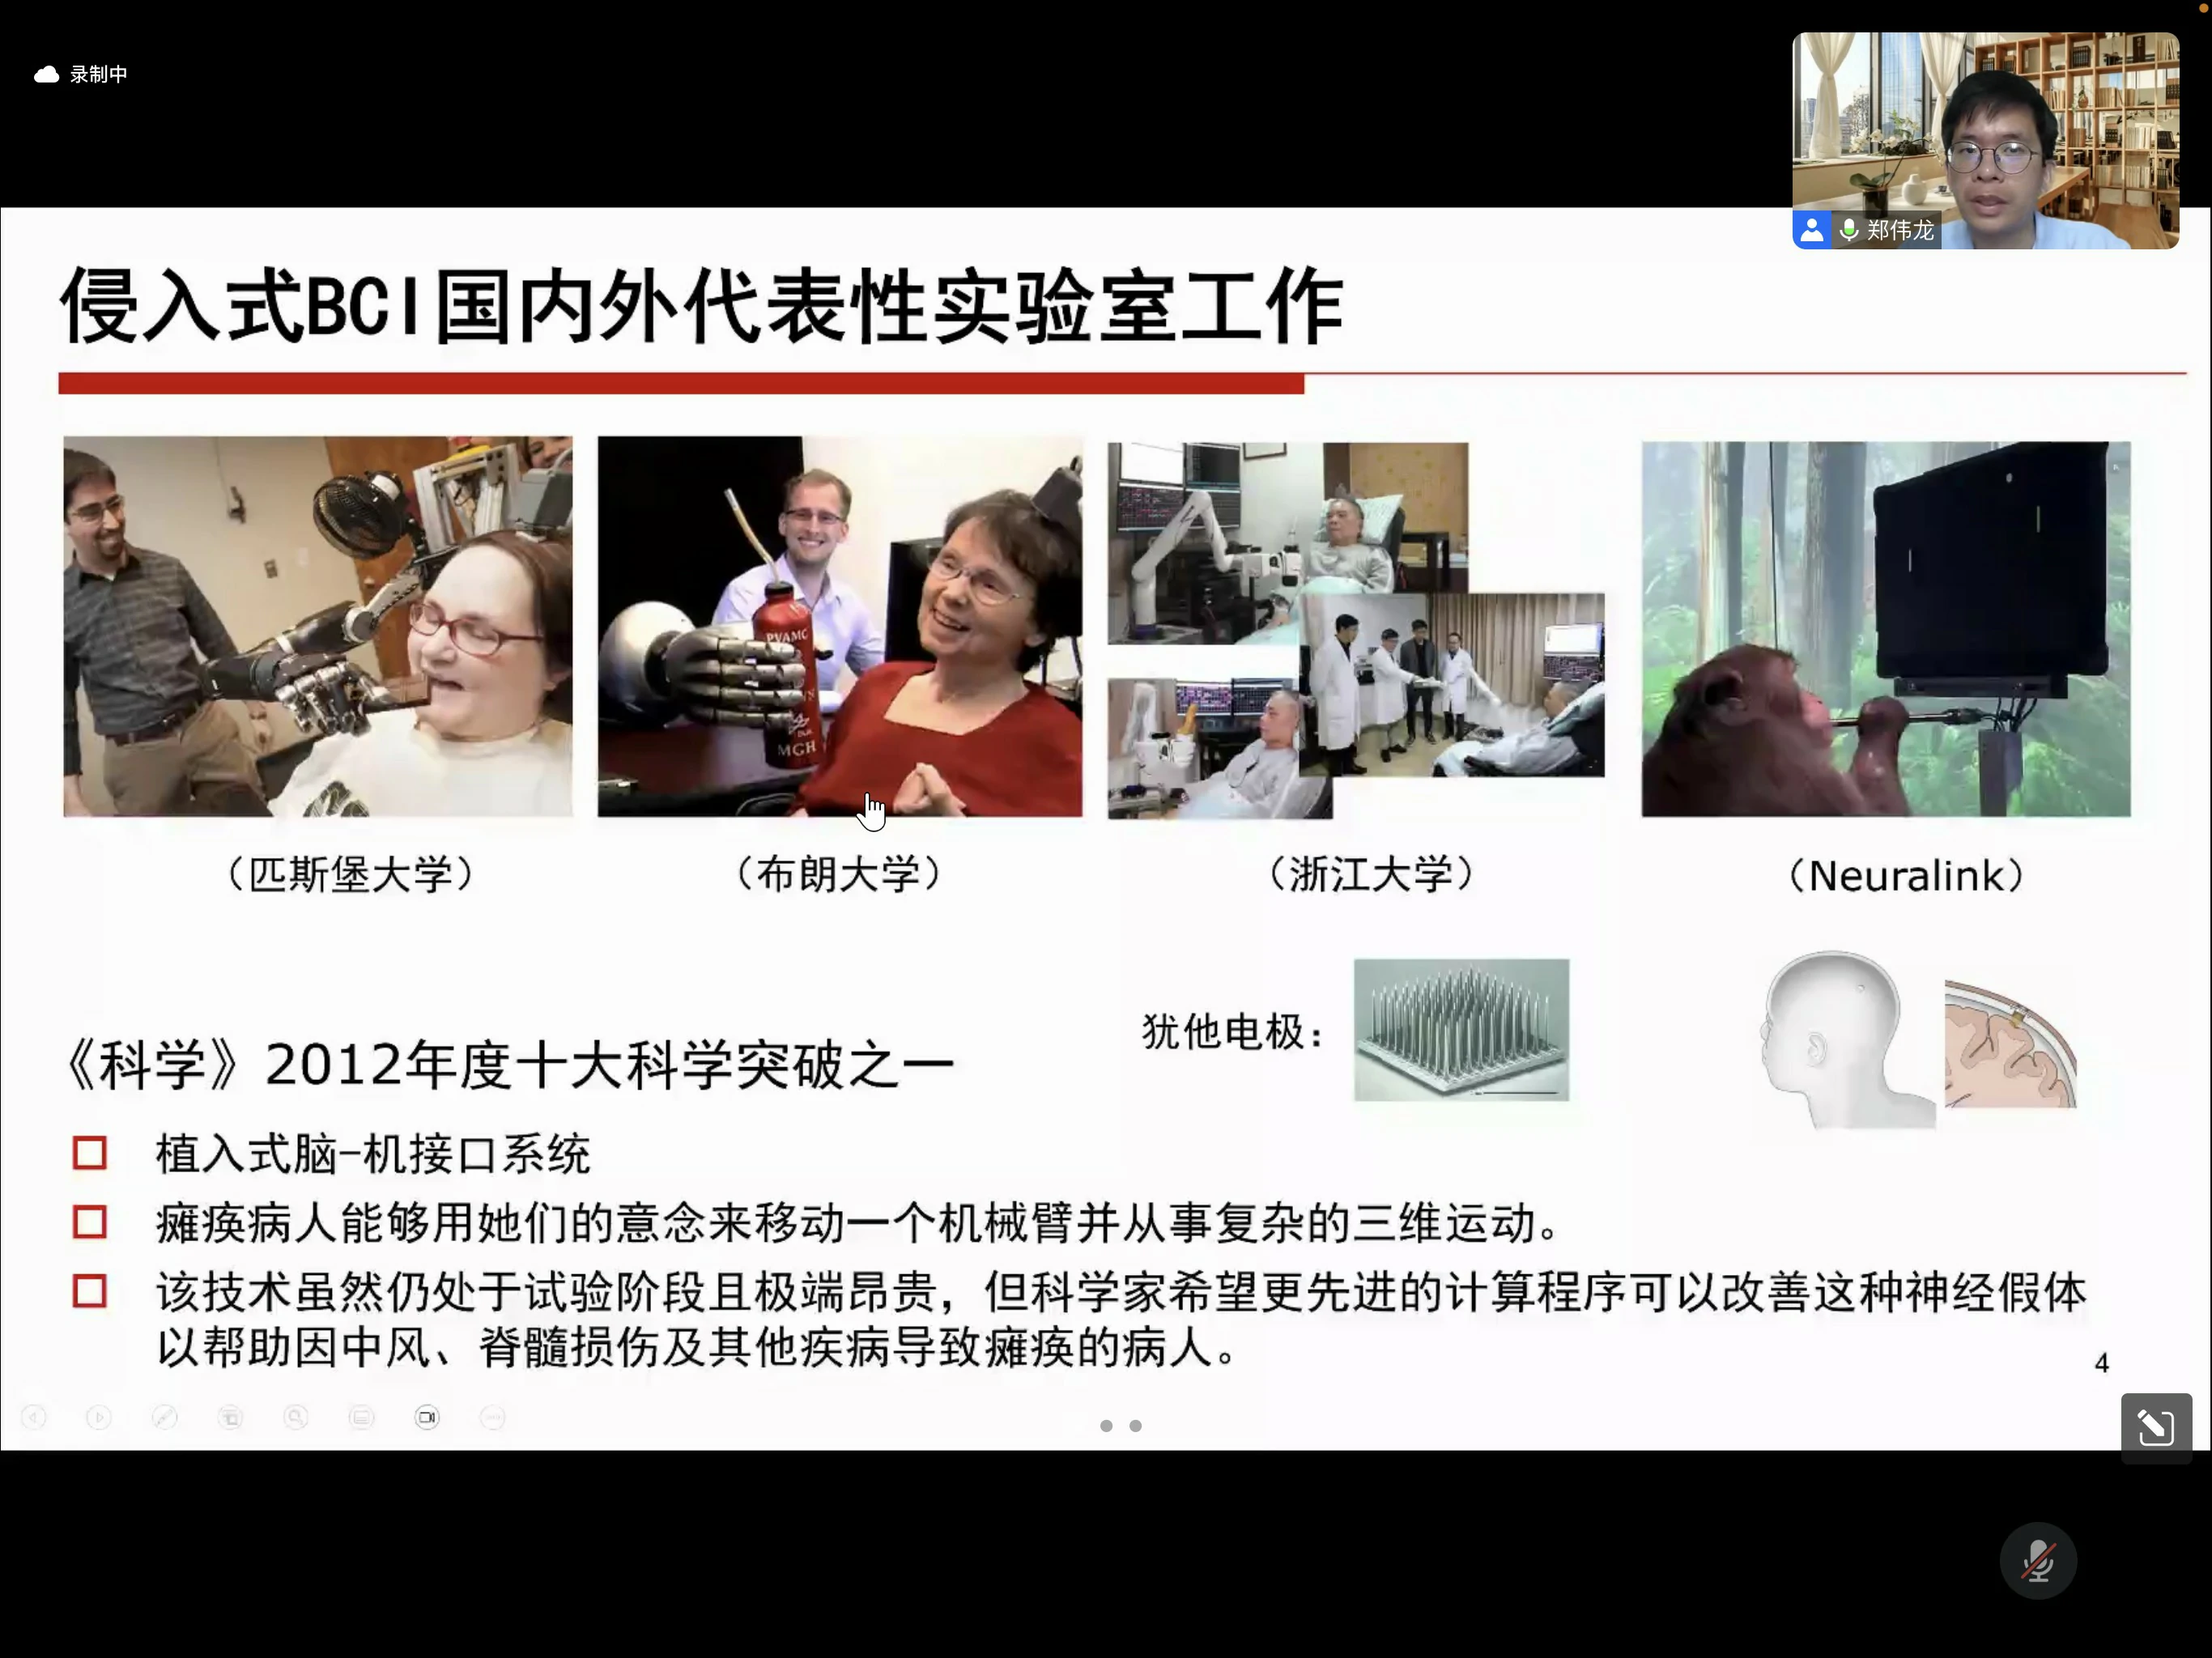 录制中
郑伟龙
侵入式BCI国内外代表性实验室工作
PVAMC
MGH
（匹斯堡大学）
（布朗大学）
（浙江大学）
（Neuralink）
犹他电极：
《科学》2012年度十大科学突破之一
植入式脑-机接口系统
瘫痪病人能够用她们的意念来移动一个机械臂并从事复杂的三维运动。
该技术虽然仍处于试验阶段且极端昂贵，但科学家希望更先进的计算程序可以改善这种神经假体
以帮助因中风、脊髓损伤及其他疾病导致瘫痪的病人。
4